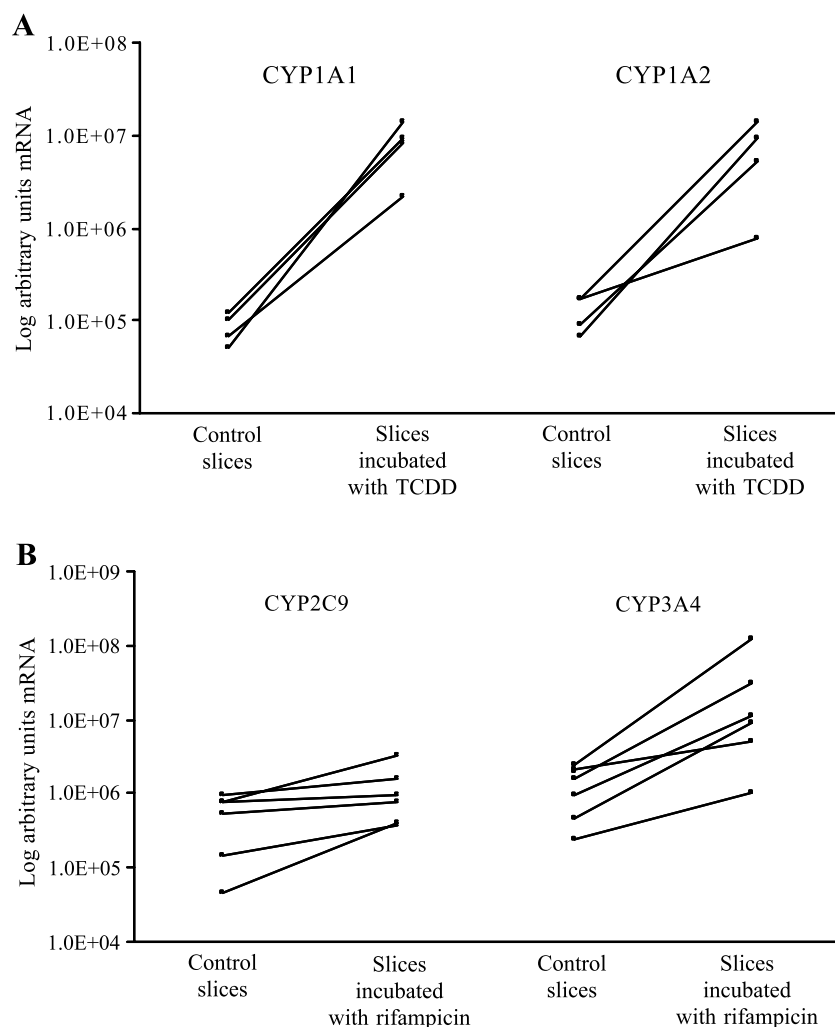 A
1.0E+08
CYP1A1
CYP1A2
1.0E+07
Log arbitrary units mRNA
1.0E+06
1.0E+05
1.0E+04
Control
slices
Slices
incubated
with TCDD
Control
slices
Slices
incubated
with TCDD
B
1.0E+09
CYP2C9
CYP3A4
1.0E+08
Log arbitrary units mRNA
1.0E+07
1.0E+06
1.0E+05
1.0E+04
Control
slices
Slices
incubated
with rifampicin
Control
slices
Slices
incubated
with rifampicin